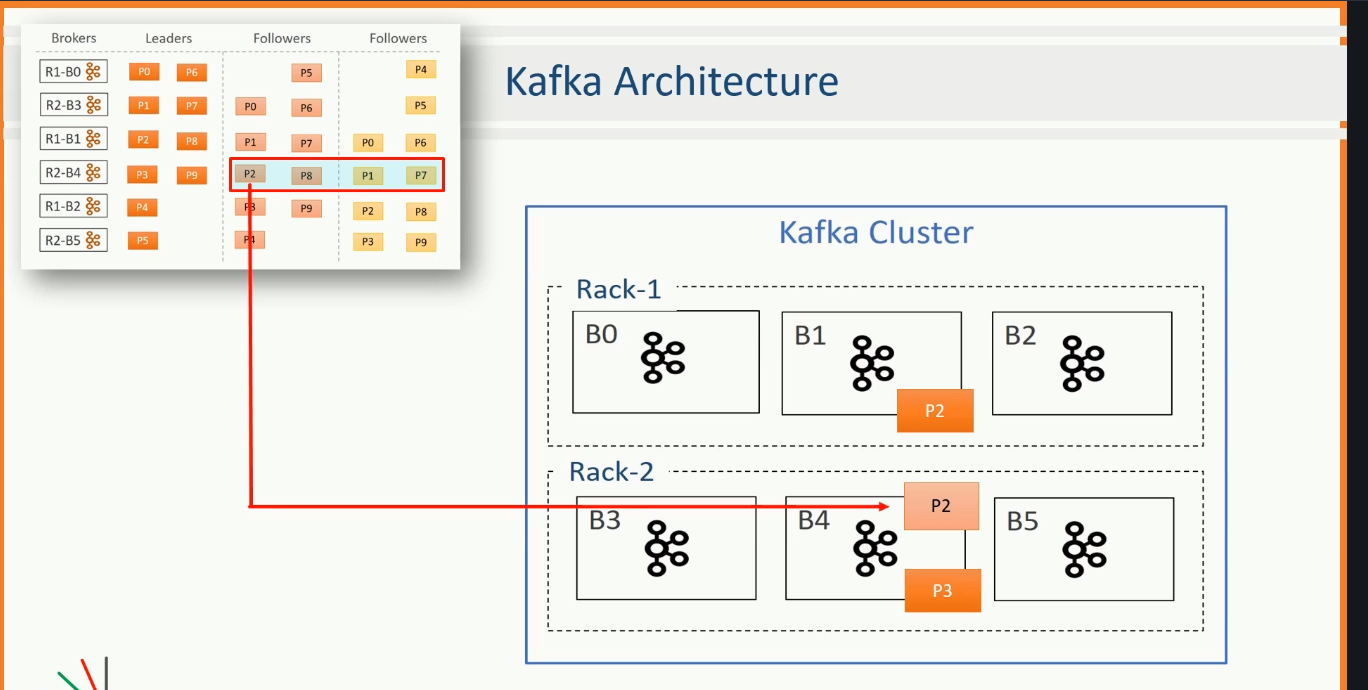 Brokers Leaders Followers Followers
R1-B0 P0 P6 P5 P4
R2-B3 P1 P7 P0 P6 P5
R1-B1 P2 P8 P1 P7 P0 P6
R2-B4 P3 P9 P2 P8 P1 P7
R1-B2 P4 P3 P9 P2 P8
R2-B5 P5 P4 P3 P9
Kafka Architecture
Kafka Cluster
Rack-1
B0 B1 B2
P2
Rack-2
P2
B3 B4 B5
P3